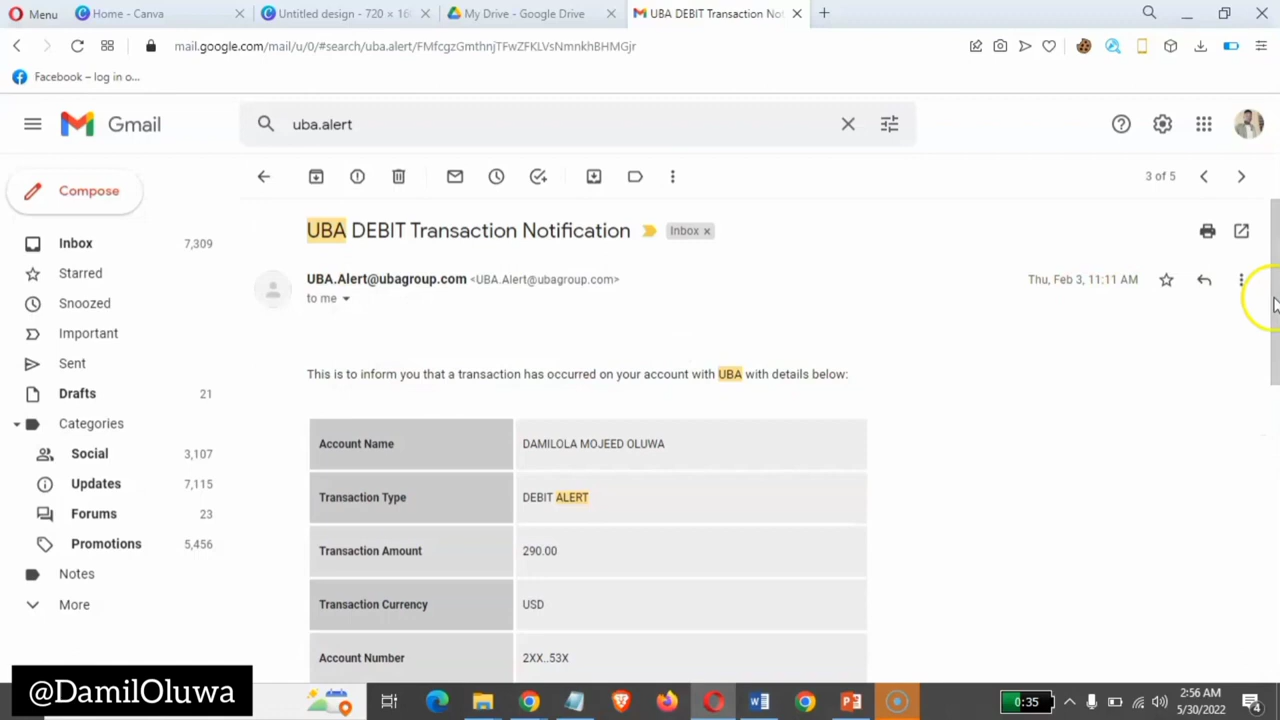 Menu
Home - Canva
Untitled design - 720 × 16
My Drive - Google Drive
UBA DEBIT Transaction Not
mail.google.com/mail/u/0/#search/uba.alert/FMfcgzGmthnjTFwZFKLVsNmnkhBHMGjr
Facebook – log in o...
Gmail
uba.alert
Compose
3 of 5
UBA DEBIT Transaction Notification
Inbox ×
Inbox 7,309
UBA.Alert@ubagroup.com <UBA.Alert@ubagroup.com>
Thu, Feb 3, 11:11 AM
to me
Starred
Snoozed
Important
Sent
Drafts 21
Categories
Social 3,107
Updates 7,115
Forums 23
Promotions 5,456
Notes
More
This is to inform you that a transaction has occurred on your account with UBA with details below:
Account Name DAMILOLA MOJEED OLUWA
Transaction Type DEBIT ALERT
Transaction Amount 290.00
Transaction Currency USD
Account Number 2XX..53X
@DamilOluwa
0:35
2:56 AM
5/30/2022
4